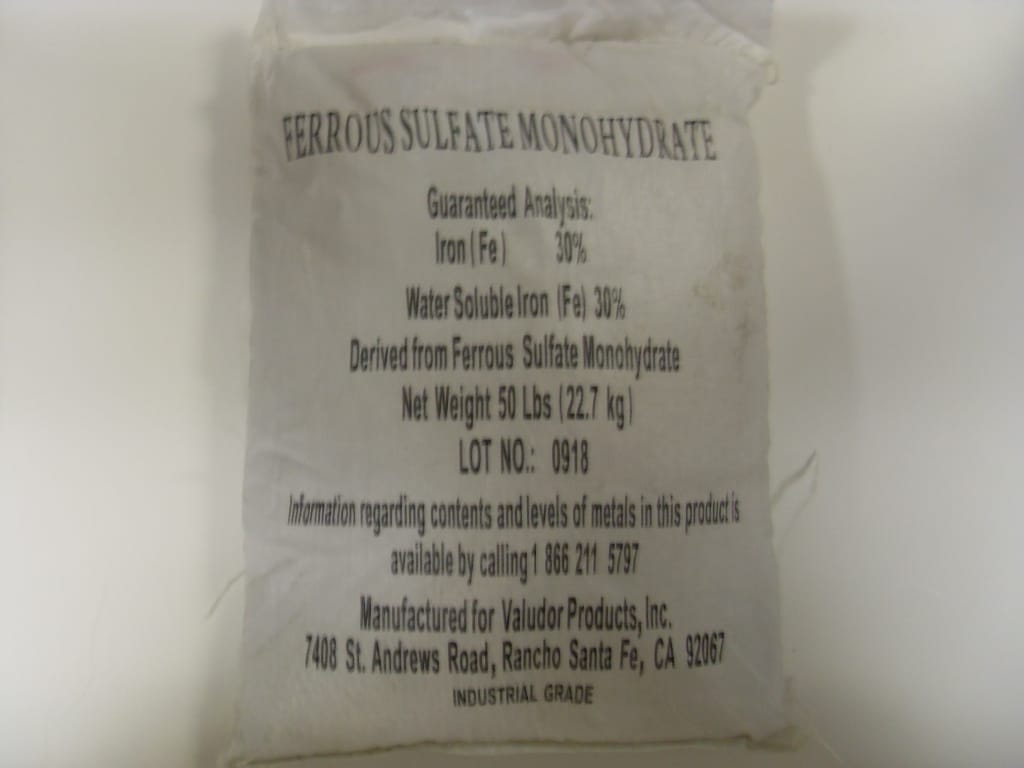 FERROUS SULFATE MONOHYDRATE
Guaranteed Analysis:
Iron (Fe) 30%
Water Soluble Iron (Fe) 30%
Derived from Ferrous Sulfate Monohydrate
Net Weight 50 Lbs (22.7 kg)
LOT NO.: 0918
Information regarding contents and levels of metals in this product is
available by calling 1 866 211 5797
Manufactured for Valudor Products, Inc.
7408 St. Andrews Road, Rancho Santa Fe, CA 92067
INDUSTRIAL GRADE